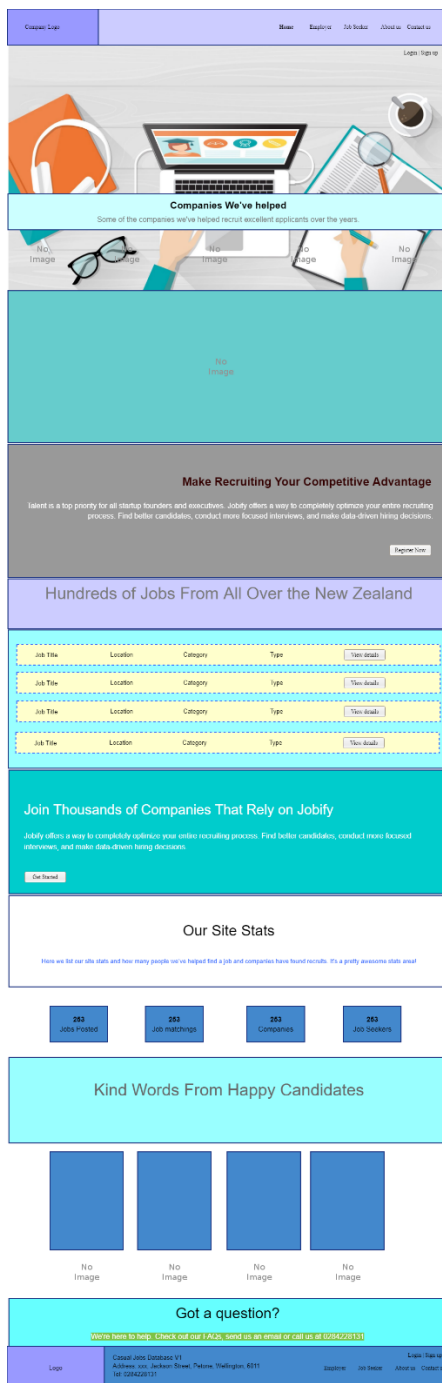 Company Logo
Home Employer Job Seeker About us Contact us
Login | Sign up
Companies We've helped
Some of the companies we've helped recruit excellent applicants over the years.
No Image
No Image
No Image
No Image
No Image
No Image
Make Recruiting Your Competitive Advantage
Talent is a top priority for all startup founders and executives. Jobify offers a way to completely optimize your entire recruiting
process. Find better candidates, conduct more focused interviews, and make data-driven hiring decisions.
Register Now
Hundreds of Jobs From All Over the New Zealand
Job Title Location Category Type View details
Job Title Location Category Type View details
Job Title Location Category Type View details
Job Title Location Category Type View details
Join Thousands of Companies That Rely on Jobify
Jobify offers a way to completely optimize your entire recruiting process. Find better candidates, conduct more focused
interviews, and make data-driven hiring decisions.
Get Started
Our Site Stats
Here we list our site stats and how many people we've helped find a job and companies have found recruits. It's a pretty awesome stats area!
253 253 253 253
Jobs Posted Job matchings Companies Job Seekers
Kind Words From Happy Candidates
No Image
No Image
No Image
No Image
Got a question?
We're here to help. Check out our FAQs, send us an email or call us at 0284228131
Logo
Casual Jobs Database V1
Address: xxx, Jackson Street, Petone, Wellington, 6011
Tel: 0284228131
Login | Sign up
Employer Job Seeker About us Contact us